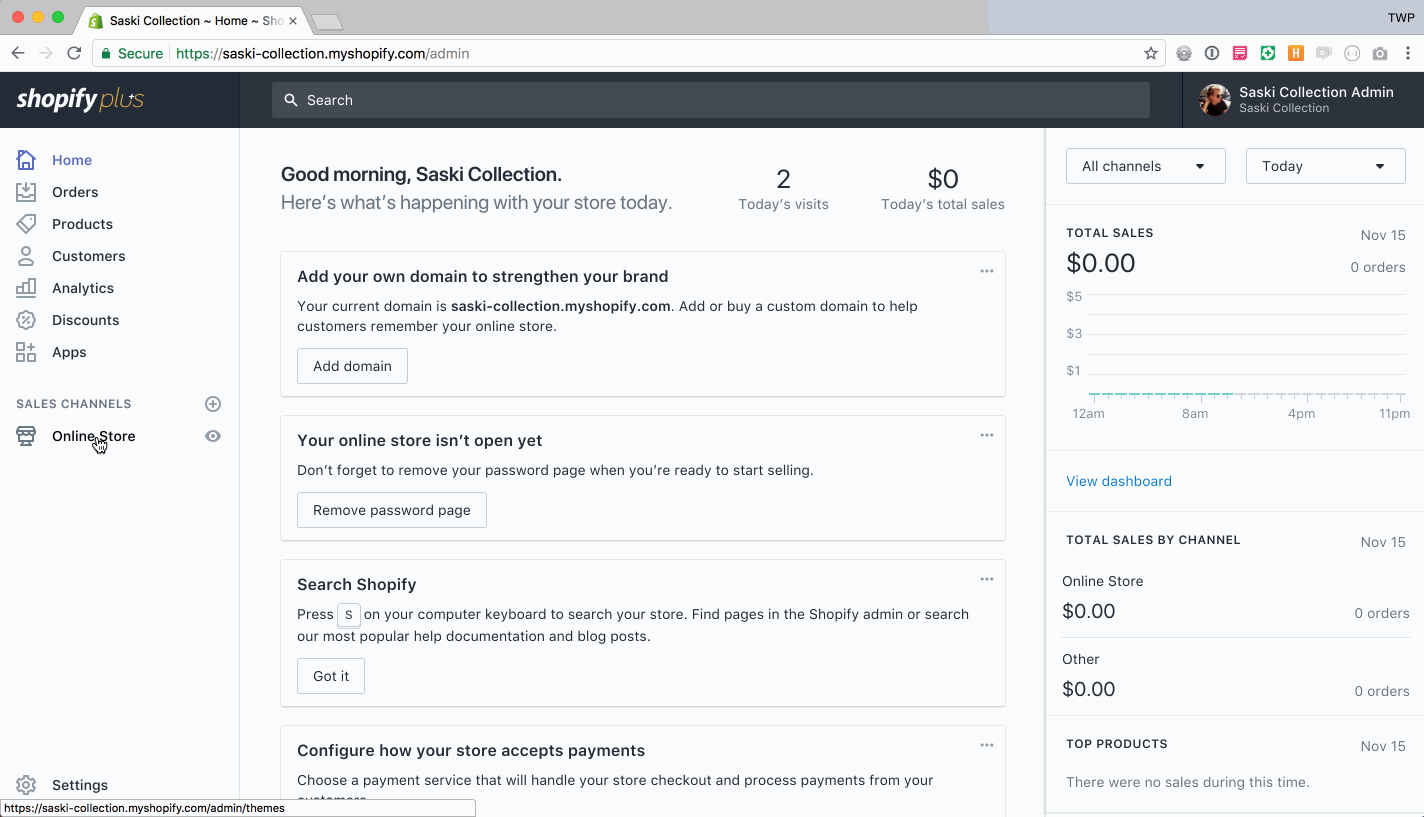 Saski Collection ~ Home ~ Sho
TWP
Secure
https://saski-collection.myshopify.com/admin
shopify plus
Search
Saski Collection Admin
Saski Collection
Home
Orders
Products
Customers
Analytics
Discounts
Apps
SALES CHANNELS
Online Store
Settings
https://saski-collection.myshopify.com/admin/themes
Good morning, Saski Collection.
Here’s what’s happening with your store today.
2
Today’s visits
$0
Today’s total sales
Add your own domain to strengthen your brand
Your current domain is saski-collection.myshopify.com. Add or buy a custom domain to help
customers remember your online store.
Add domain
Your online store isn’t open yet
Don’t forget to remove your password page when you’re ready to start selling.
Remove password page
Search Shopify
Press S on your computer keyboard to search your store. Find pages in the Shopify admin or search
our most popular help documentation and blog posts.
Got it
Configure how your store accepts payments
Choose a payment service that will handle your store checkout and process payments from your
customers.
All channels
Today
TOTAL SALES
Nov 15
$0.00
0 orders
$5
$3
$1
12am
8am
4pm
11pm
View dashboard
TOTAL SALES BY CHANNEL
Nov 15
Online Store
$0.00
0 orders
Other
$0.00
0 orders
TOP PRODUCTS
Nov 15
There were no sales during this time.